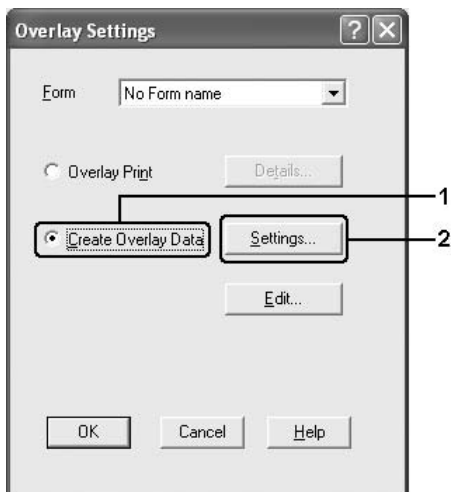 Overlay Settings
Form No Form name
Overlay Print Details...
1
Create Overlay Data Settings... 2
Edit...
OK Cancel Help